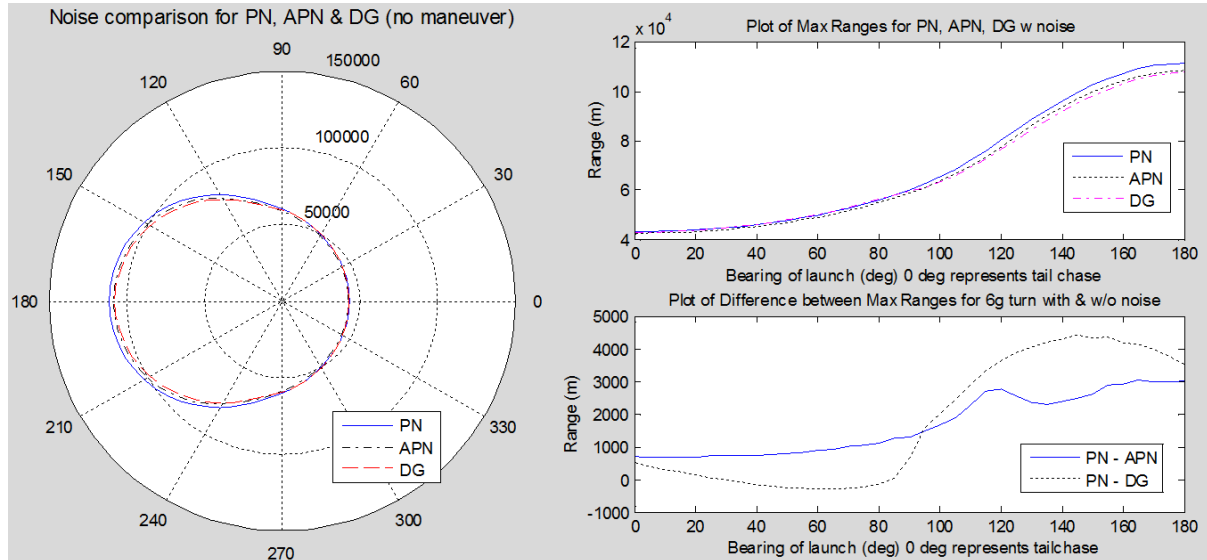 Noise comparison for PN, APN & DG (no maneuver)
90
150000
120
60
100000
150
30
50000
180
0
210
330
240
300
270
PN
APN
DG
Plot of Max Ranges for PN, APN, DG w noise
x 10^4
12
10
8
6
4
Range (m)
PN
APN
DG
0 20 40 60 80 100 120 140 160 180
Bearing of launch (deg) 0 deg represents tail chase
Plot of Difference between Max Ranges for 6g turn with & w/o noise
5000
4000
3000
2000
1000
0
-1000
Range (m)
PN - APN
PN - DG
0 20 40 60 80 100 120 140 160 180
Bearing of launch (deg) 0 deg represents tailchase